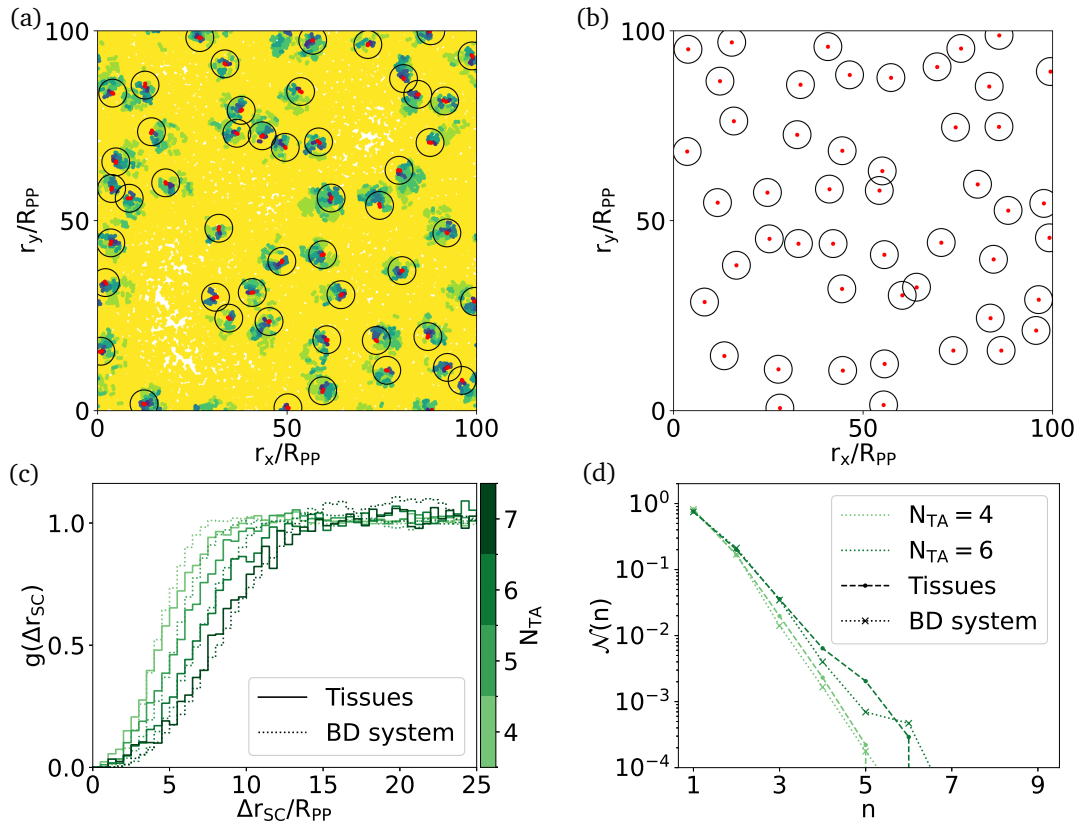 (a)
100
50
0
r_y/R_PP
0
50
100
r_x/R_PP
(b)
100
50
0
r_y/R_PP
0
50
100
r_x/R_PP
(c)
1.0
0.5
0.0
g(Δr_SC)
Tissues
BD system
0
5
10
15
20
25
Δr_SC/R_PP
7
6
5
4
N_TA
(d)
10^0
10^-1
10^-2
10^-3
10^-4
𝒩(n)
N_TA = 4
N_TA = 6
Tissues
BD system
1
3
5
7
9
n